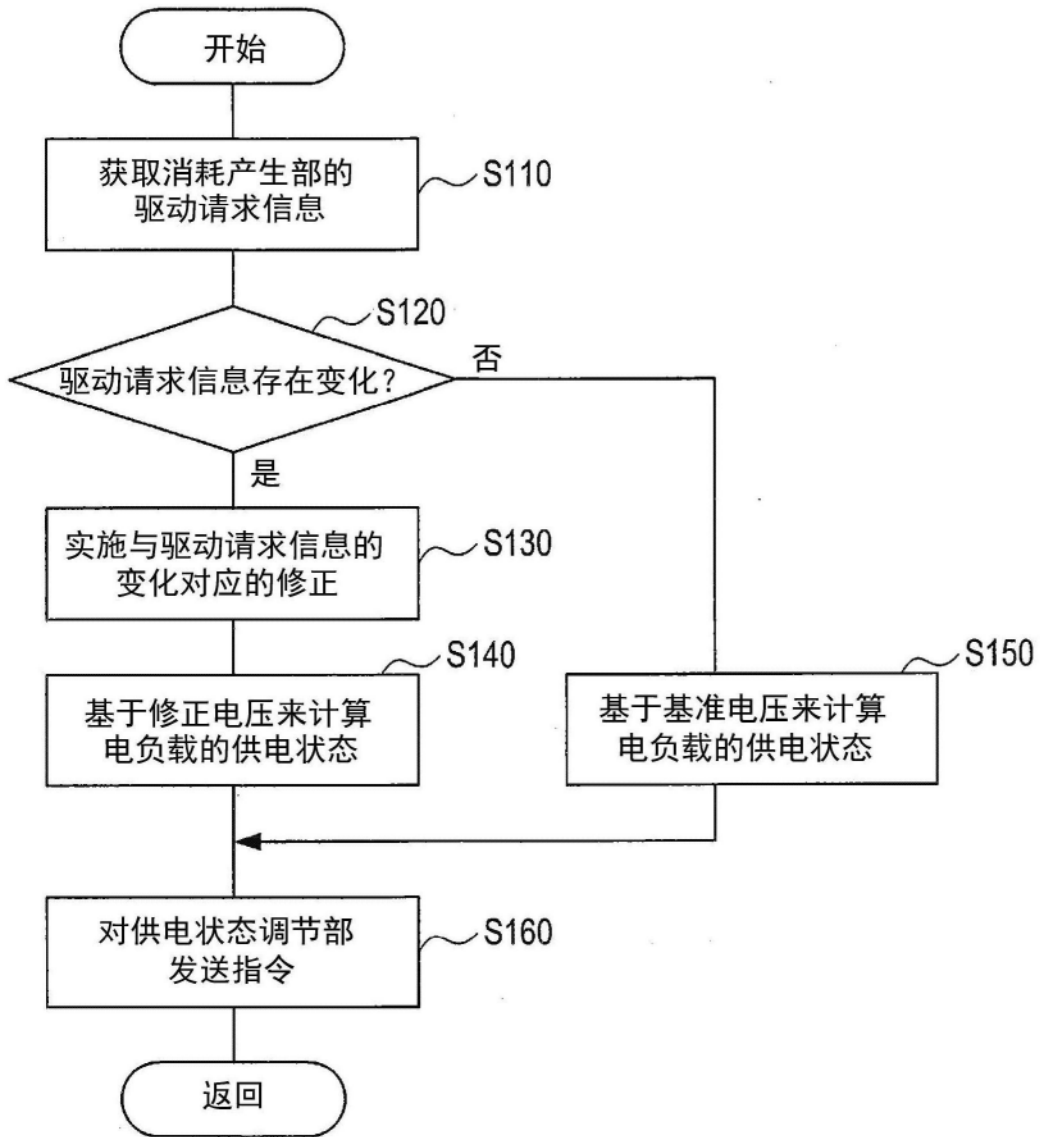 开始
获取消耗产生部的
驱动请求信息
S110
S120
驱动请求信息存在变化?
否
是
实施与驱动请求信息的
变化对应的修正
S130
基于修正电压来计算
电负载的供电状态
S140
基于基准电压来计算
电负载的供电状态
S150
对供电状态调节部
发送指令
S160
返回